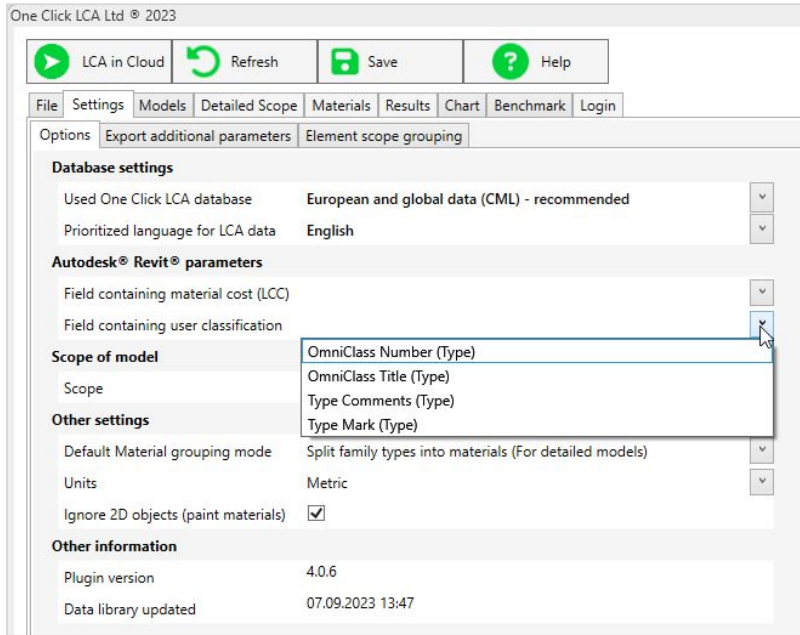 One Click LCA Ltd ® 2023
LCA in Cloud Refresh Save ? Help
File Settings Models Detailed Scope Materials Results Chart Benchmark Login
Options Export additional parameters Element scope grouping
Database settings
Used One Click LCA database European and global data (CML) - recommended
Prioritized language for LCA data English
Autodesk® Revit® parameters
Field containing material cost (LCC)
Field containing user classification
OmniClass Number (Type)
Scope of model
OmniClass Title (Type)
Scope
Type Comments (Type)
Other settings
Type Mark (Type)
Default Material grouping mode Split family types into materials (For detailed models)
Units Metric
Ignore 2D objects (paint materials)
Other information
Plugin version 4.0.6
Data library updated 07.09.2023 13:47